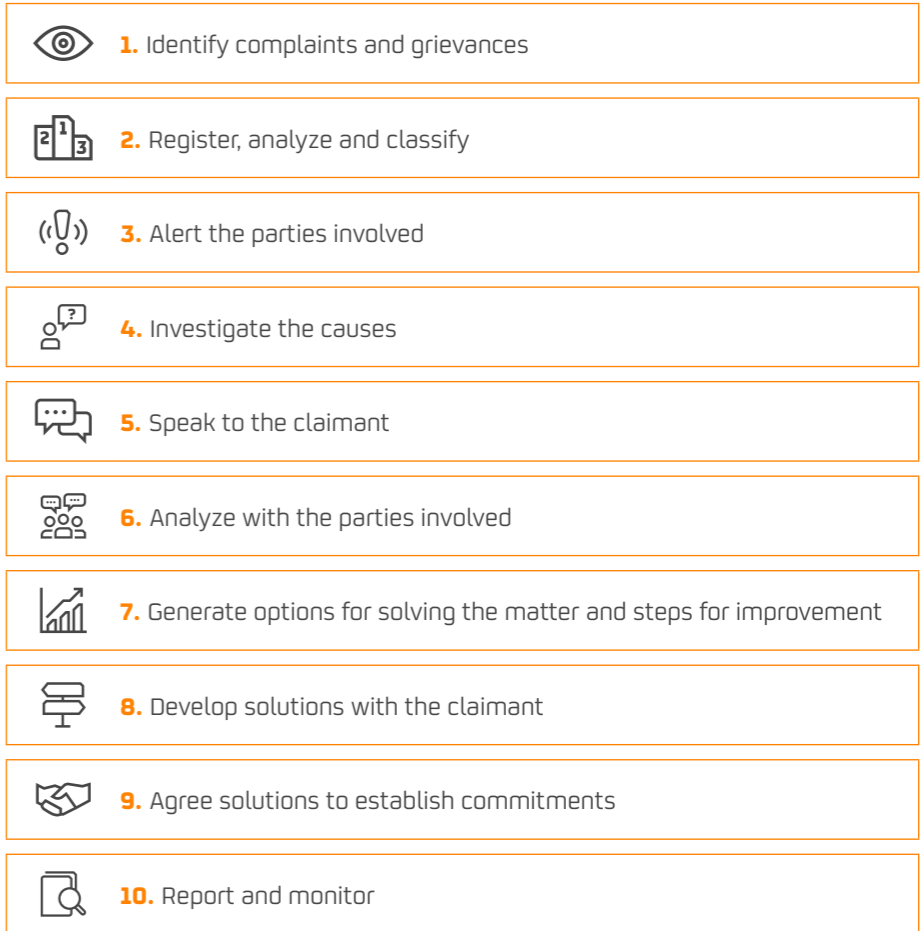 1. Identify complaints and grievances
2 1 3
2. Register, analyze and classify
3. Alert the parties involved
?
4. Investigate the causes
5. Speak to the claimant
6. Analyze with the parties involved
7. Generate options for solving the matter and steps for improvement
8. Develop solutions with the claimant
9. Agree solutions to establish commitments
10. Report and monitor